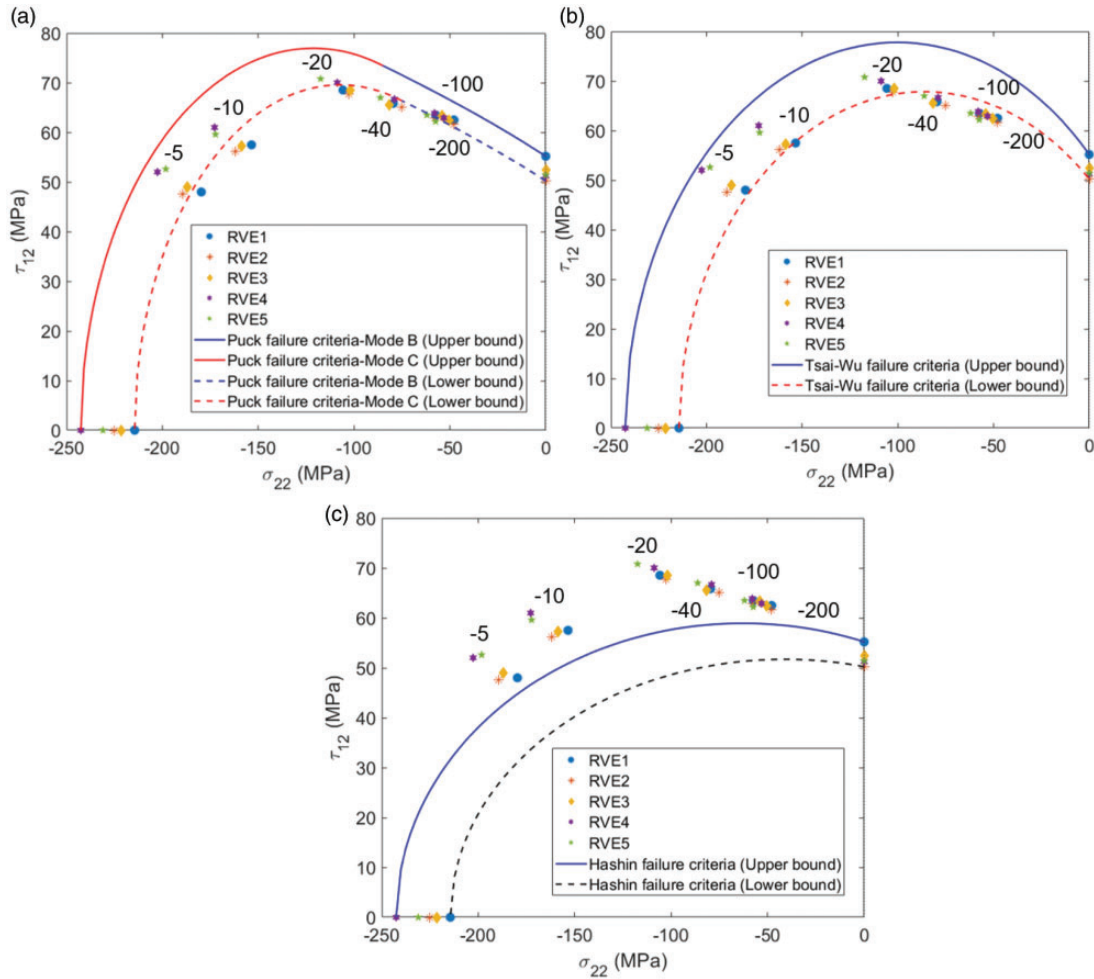 (a)
80
70
60
50
40
30
20
10
0
τ12 (MPa)
-20
-100
-10
-40
-200
-5
RVE1
RVE2
RVE3
RVE4
RVE5
Puck failure criteria-Mode B (Upper bound)
Puck failure criteria-Mode C (Upper bound)
Puck failure criteria-Mode B (Lower bound)
Puck failure criteria-Mode C (Lower bound)
-250 -200 -150 -100 -50 0
σ22 (MPa)
(b)
80
70
60
50
40
30
20
10
0
τ12 (MPa)
-20
-100
-10
-40
-200
-5
RVE1
RVE2
RVE3
RVE4
RVE5
Tsai-Wu failure criteria (Upper bound)
Tsai-Wu failure criteria (Lower bound)
-250 -200 -150 -100 -50 0
σ22 (MPa)
(c)
80
70
60
50
40
30
20
10
0
τ12 (MPa)
-20
-100
-10
-40
-200
-5
RVE1
RVE2
RVE3
RVE4
RVE5
Hashin failure criteria (Upper bound)
Hashin failure criteria (Lower bound)
-250 -200 -150 -100 -50 0
σ22 (MPa)